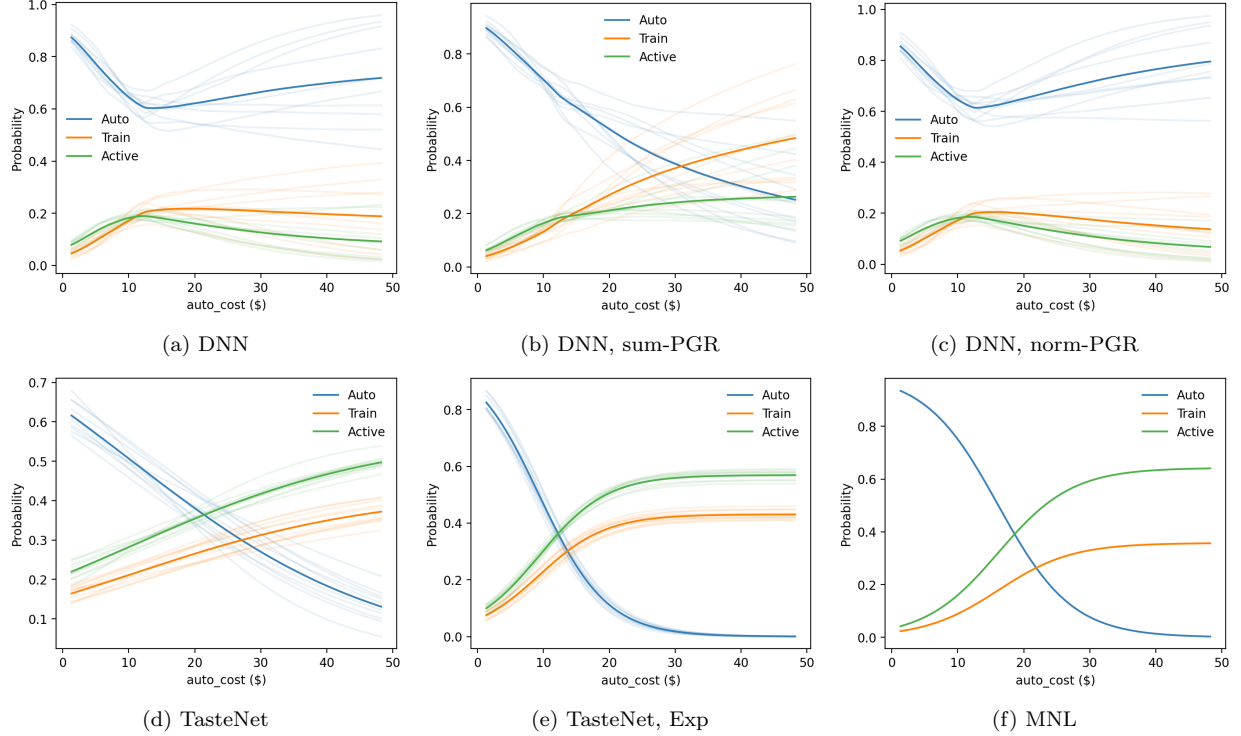 1.0
0.8
0.6
0.4
0.2
0.0
Probability
Auto
Train
Active
0 10 20 30 40 50
auto_cost ($)
(a) DNN
0.8
0.6
0.4
0.2
0.0
Probability
Auto
Train
Active
0 10 20 30 40 50
auto_cost ($)
(b) DNN, sum-PGR
1.0
0.8
0.6
0.4
0.2
0.0
Probability
Auto
Train
Active
0 10 20 30 40 50
auto_cost ($)
(c) DNN, norm-PGR
0.7
0.6
0.5
0.4
0.3
0.2
0.1
Probability
Auto
Train
Active
0 10 20 30 40 50
auto_cost ($)
(d) TasteNet
0.8
0.6
0.4
0.2
0.0
Probability
Auto
Train
Active
0 10 20 30 40 50
auto_cost ($)
(e) TasteNet, Exp
0.8
0.6
0.4
0.2
0.0
Probability
Auto
Train
Active
0 10 20 30 40 50
auto_cost ($)
(f) MNL